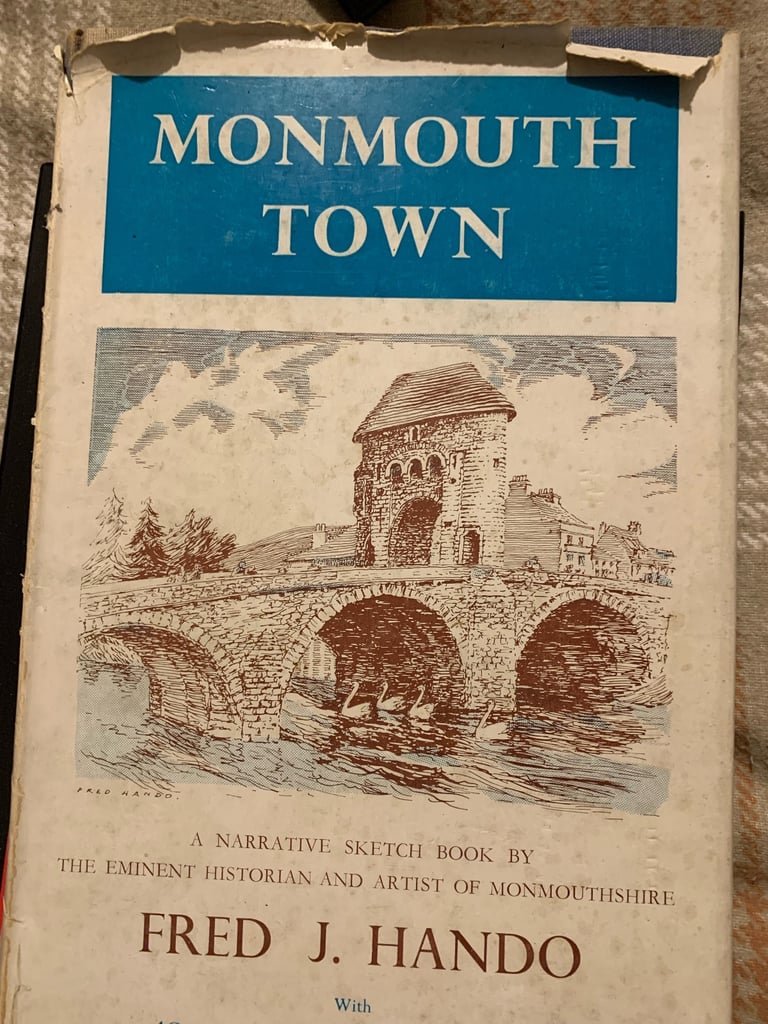 MONMOUTH
TOWN
FRED HANDO.
A NARRATIVE SKETCH BOOK BY
THE EMINENT HISTORIAN AND ARTIST OF MONMOUTHSHIRE
FRED J. HANDO
With